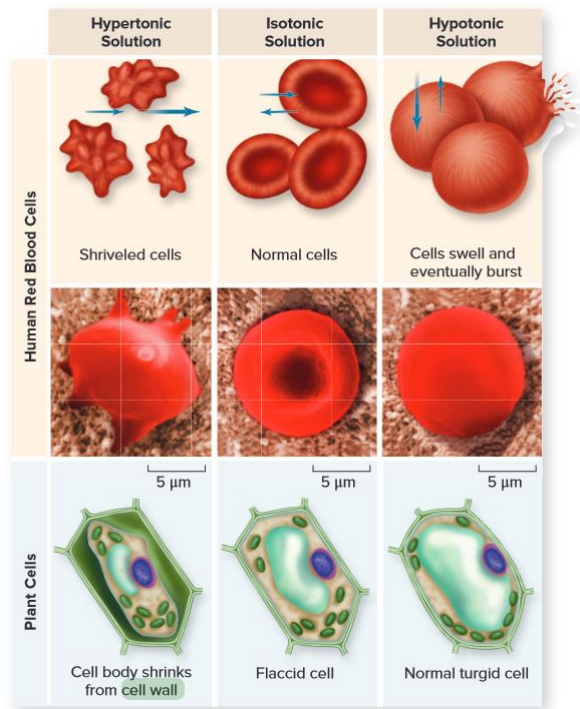 Hypertonic
Solution
Isotonic
Solution
Hypotonic
Solution
Human Red Blood Cells
Shriveled cells
Normal cells
Cells swell and
eventually burst
5 μm
5 μm
5 μm
Plant Cells
Cell body shrinks
from cell wall
Flaccid cell
Normal turgid cell